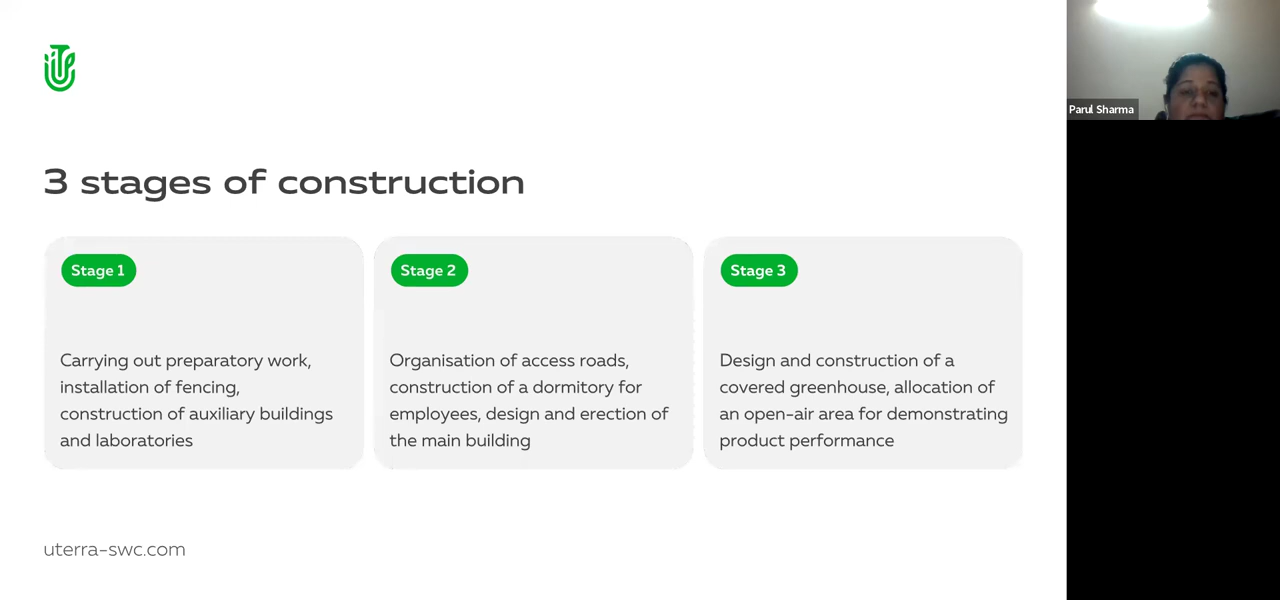 3 stages of construction
Stage 1
Carrying out preparatory work,
installation of fencing,
construction of auxiliary buildings
and laboratories
Stage 2
Organisation of access roads,
construction of a dormitory for
employees, design and erection of
the main building
Stage 3
Design and construction of a
covered greenhouse, allocation of
an open-air area for demonstrating
product performance
uterra-swc.com
Parul Sharma